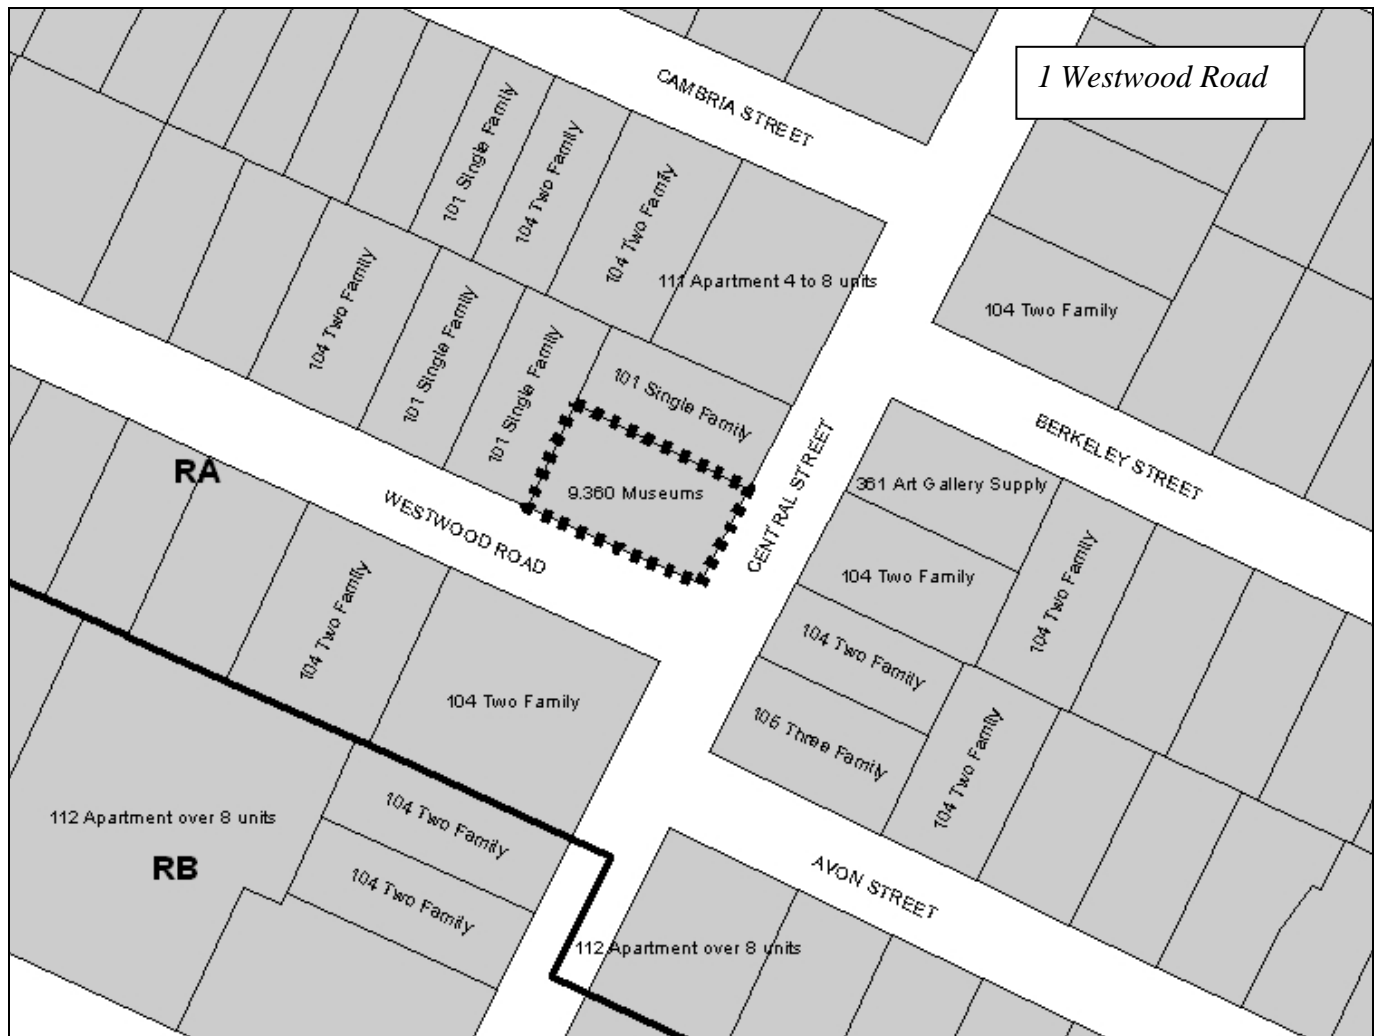 1 Westwood Road
CAMBRIA STREET
101 Single Family
104 Two Family
104 Two Family
111 Apartment 4 to 8 units
104 Two Family
104 Two Family
101 Single Family
101 Single Family
101 Single Family
9.360 Museums
CENTRAL STREET
BERKELEY STREET
361 Art Gallery Supply
RA
WESTWOOD ROAD
104 Two Family
104 Two Family
104 Two Family
104 Two Family
104 Two Family
105 Three Family
104 Two Family
104 Two Family
112 Apartment over 8 units
104 Two Family
RB
104 Two Family
AVON STREET
112 Apartment over 8 units